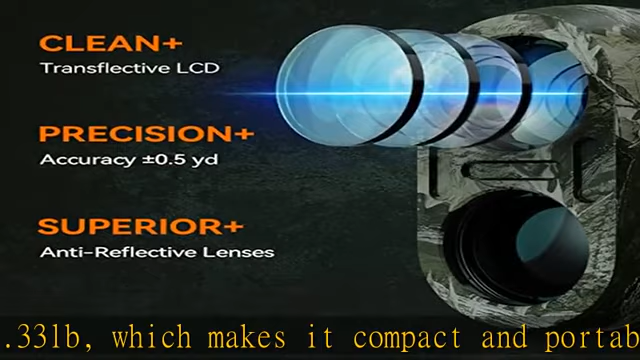 CLEAN+
Transflective LCD
PRECISION+
Accuracy ±0.5 yd
SUPERIOR+
Anti-Reflective Lenses
.33lb, which makes it compact and portab